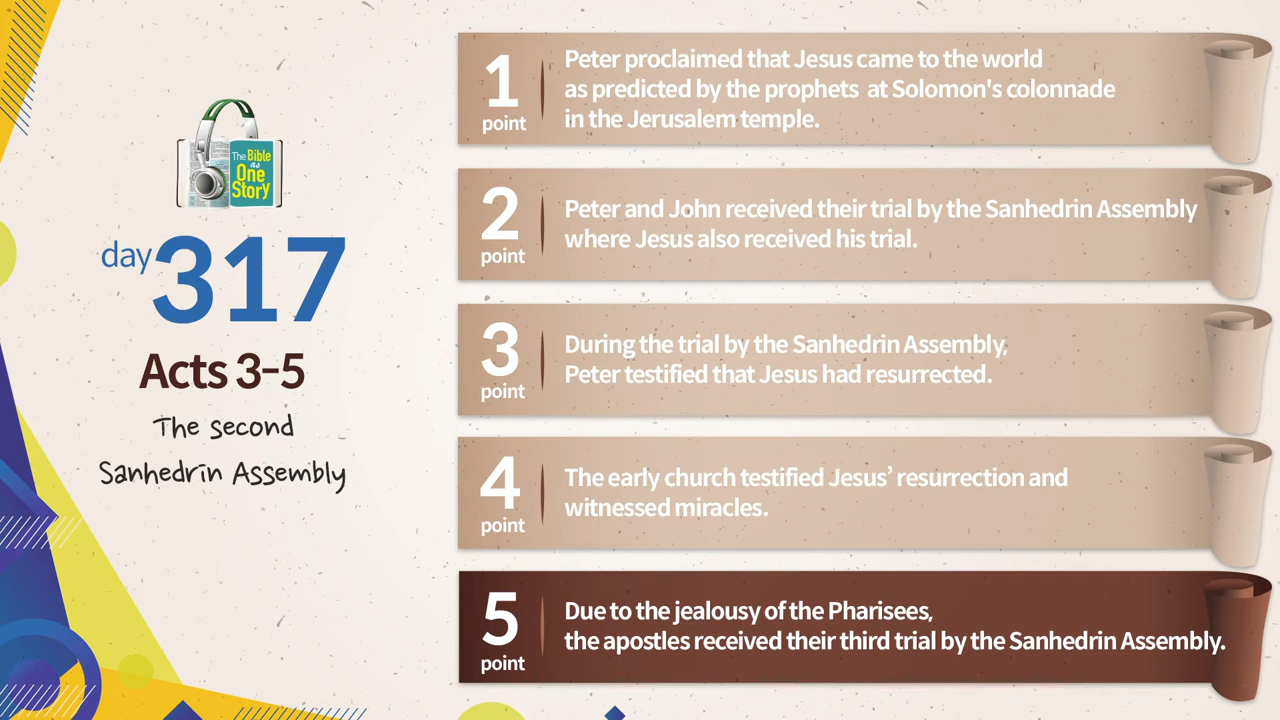 The Bible
as
One
Story
day 317
Acts 3-5
The second
Sanhedrin Assembly
1
point
Peter proclaimed that Jesus came to the world
as predicted by the prophets at Solomon's colonnade
in the Jerusalem temple.
2
point
Peter and John received their trial by the Sanhedrin Assembly
where Jesus also received his trial.
3
point
During the trial by the Sanhedrin Assembly,
Peter testified that Jesus had resurrected.
4
point
The early church testified Jesus’ resurrection and
witnessed miracles.
5
point
Due to the jealousy of the Pharisees,
the apostles received their third trial by the Sanhedrin Assembly.